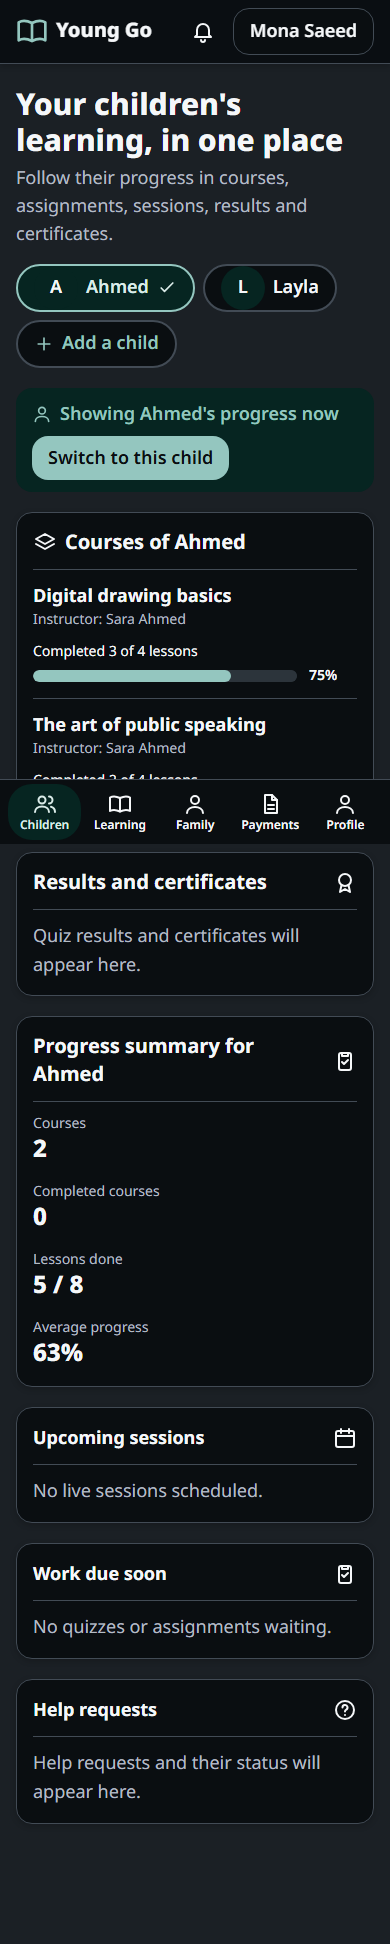 Young Go
Mona Saeed
Your children's
learning, in one place
Follow their progress in courses,
assignments, sessions, results and
certificates.
A Ahmed
L Layla
Add a child
Showing Ahmed's progress now
Switch to this child
Courses of Ahmed
Digital drawing basics
Instructor: Sara Ahmed
Completed 3 of 4 lessons
75%
The art of public speaking
Instructor: Sara Ahmed
Completed 2 of 4 lessons
Children
Learning
Family
Payments
Profile
Results and certificates
Quiz results and certificates will
appear here.
Progress summary for
Ahmed
Courses
2
Completed courses
0
Lessons done
5 / 8
Average progress
63%
Upcoming sessions
No live sessions scheduled.
Work due soon
No quizzes or assignments waiting.
Help requests
Help requests and their status will
appear here.